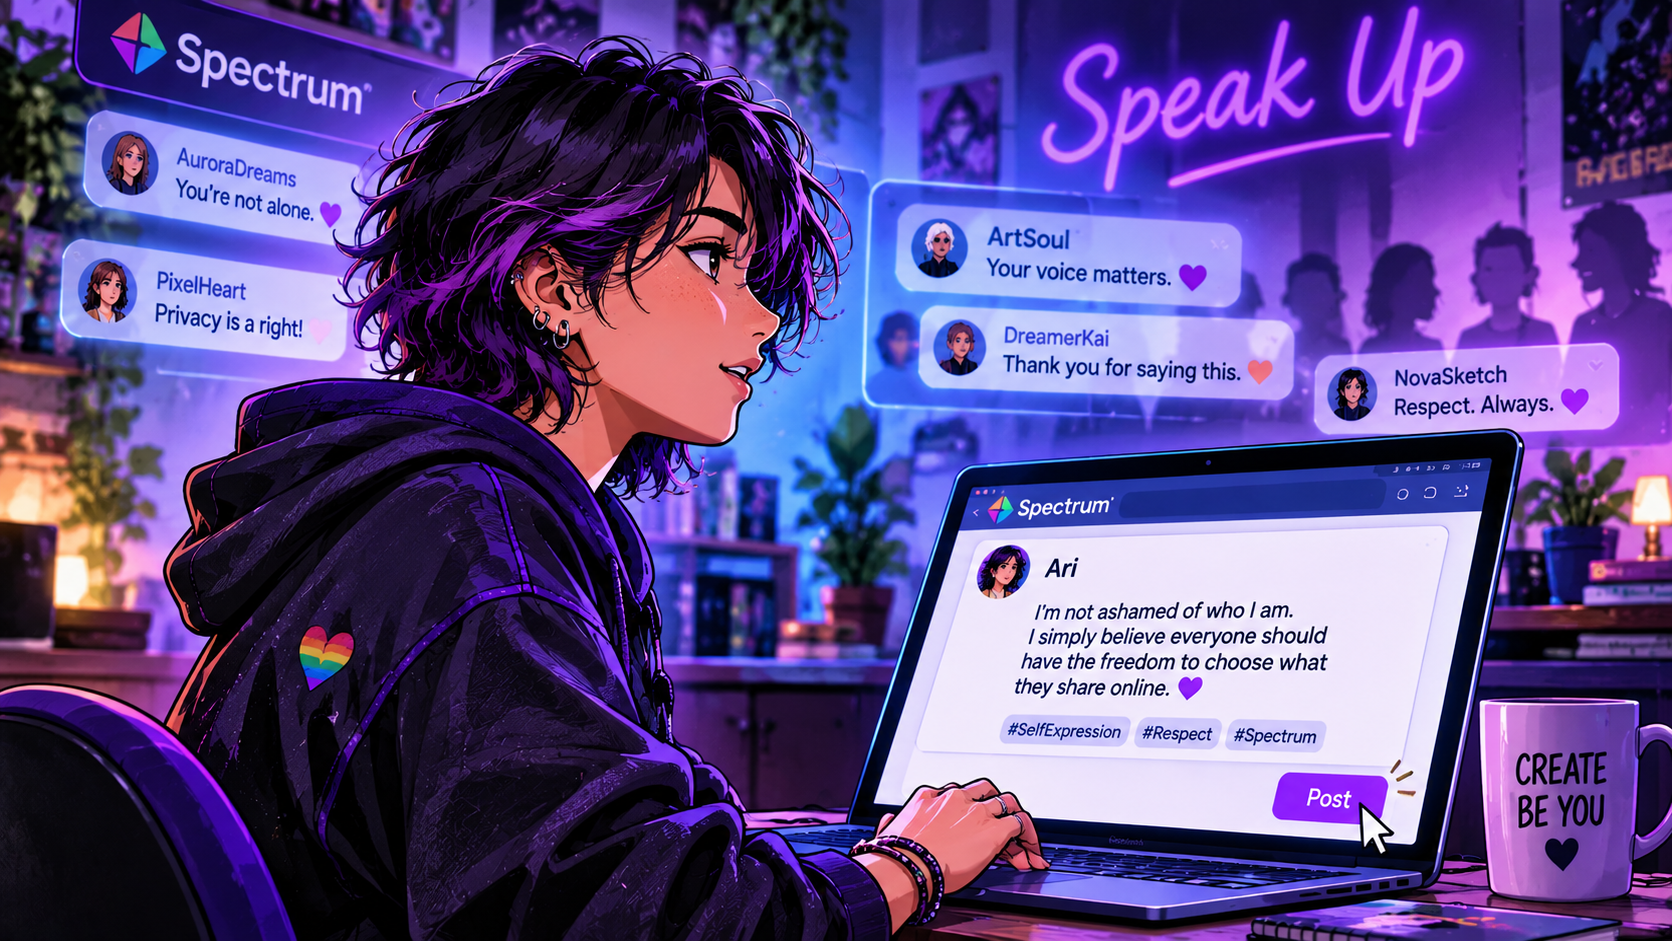 Spectrum
AuroraDreams
You're not alone. 💜
PixelHeart
Privacy is a right!
Speak Up
ArtSoul
Your voice matters. 💜
DreamerKai
Thank you for saying this. 🧡
NovaSketch
Respect. Always. 💜
Spectrum
Ari
I'm not ashamed of who I am.
I simply believe everyone should
have the freedom to choose what
they share online. 💜
#SelfExpression #Respect #Spectrum
Post
CREATE
BE YOU